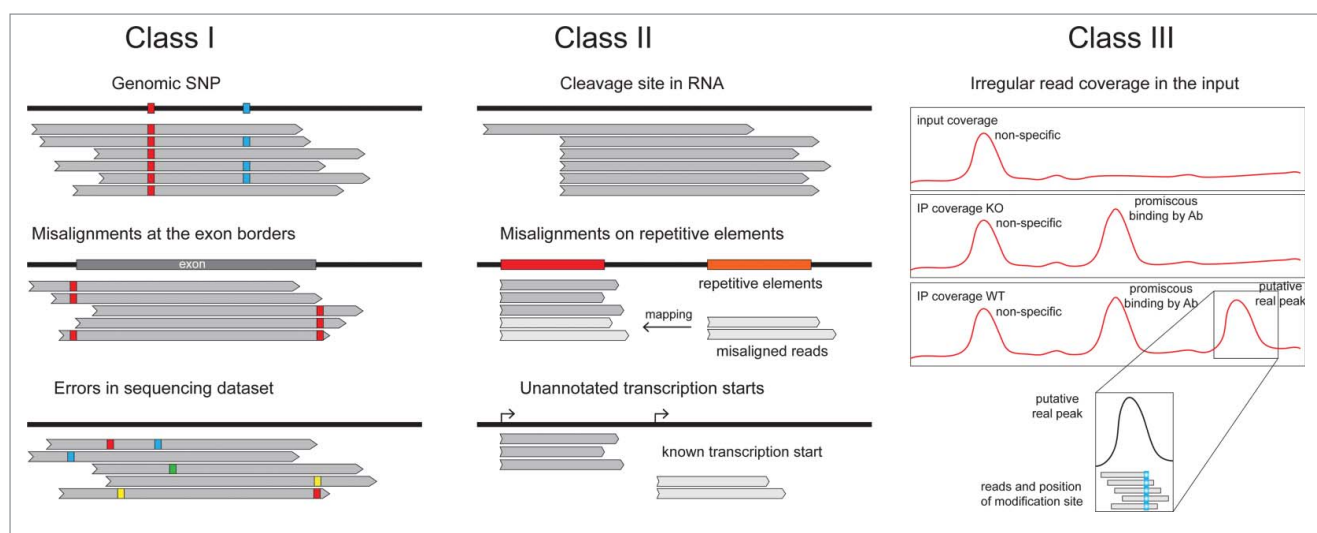 Class I
Genomic SNP
Misalignments at the exon borders
exon
Errors in sequencing dataset
Class II
Cleavage site in RNA
Misalignments on repetitive elements
repetitive elements
mapping
misaligned reads
Unannotated transcription starts
known transcription start
Class III
Irregular read coverage in the input
input coverage
non-specific
IP coverage KO
non-specific
promiscous
binding by Ab
IP coverage WT
non-specific
promiscous
binding by Ab
putative
real peak
putative
real peak
reads and position
of modification site